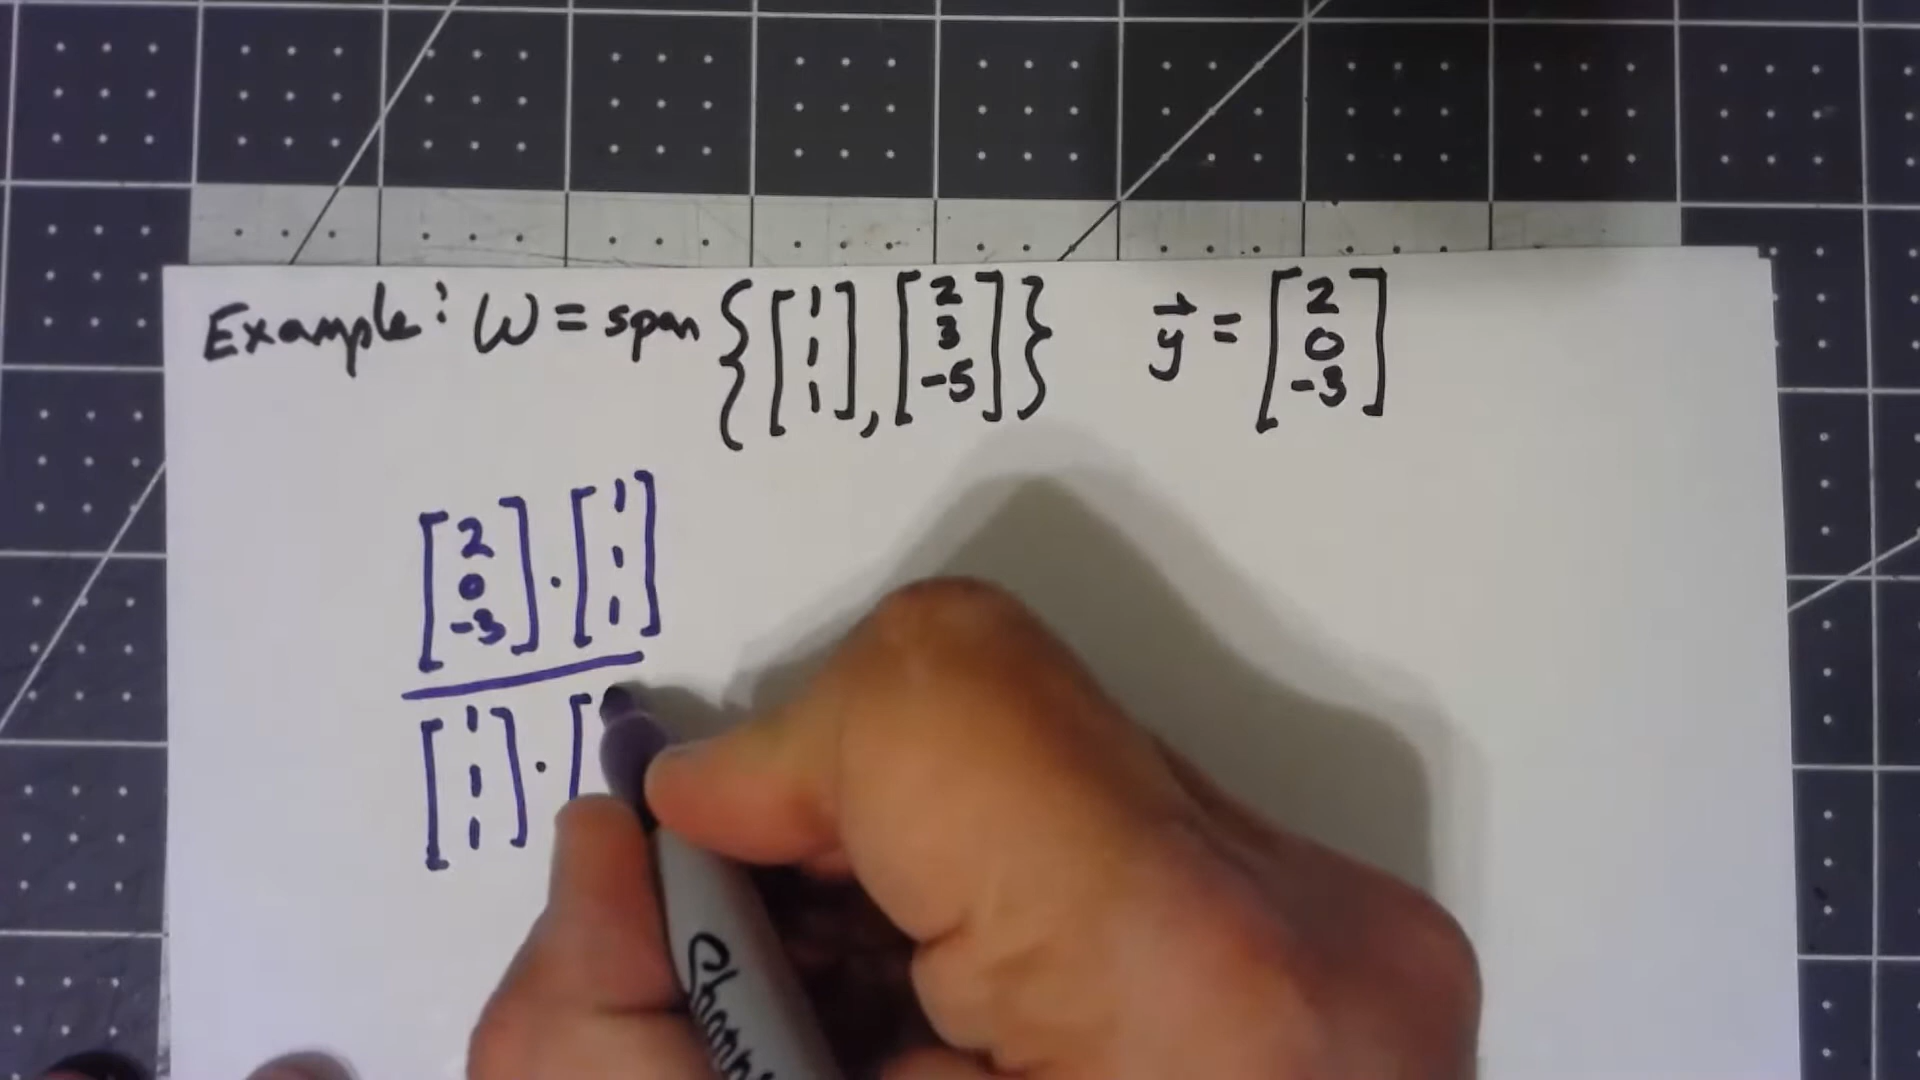 Example: W = span { [1 1 1], [2 3 -5] } y⃗ = [2 0 -3]
[2 0 -3] · [1 1 1]
[1 1 1] · [
Sharp